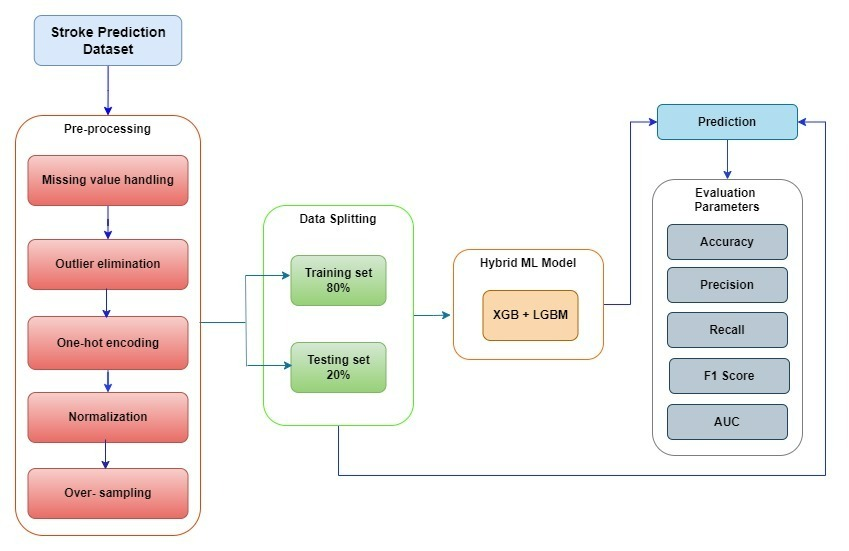 Stroke Prediction
Dataset
Pre-processing
Missing value handling
Outlier elimination
One-hot encoding
Normalization
Over- sampling
Data Splitting
Training set
80%
Testing set
20%
Hybrid ML Model
XGB + LGBM
Prediction
Evaluation
Parameters
Accuracy
Precision
Recall
F1 Score
AUC